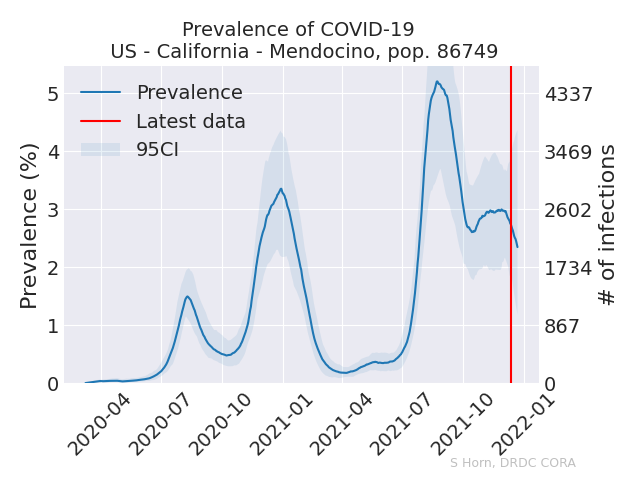 Prevalence of COVID-19
US - California - Mendocino, pop. 86749
Prevalence
Latest data
95CI
Prevalence (%)
5
4
3
2
1
0
4337
3469
2602
1734
867
0
# of infections
2020-04
2020-07
2020-10
2021-01
2021-04
2021-07
2021-10
2022-01
S Horn, DRDC CORA